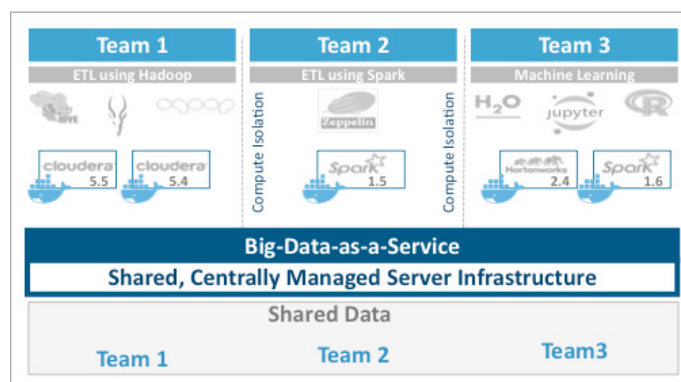 Team 1
Team 2
Team 3
ETL using Hadoop
ETL using Spark
Machine Learning
HIVE
Zeppelin
H2O
jupyter
R
Compute Isolation
Compute Isolation
cloudera
5.5
cloudera
5.4
Spark
1.5
Hortonworks
2.4
Spark
1.6
Big-Data-as-a-Service
Shared, Centrally Managed Server Infrastructure
Shared Data
Team 1
Team 2
Team3